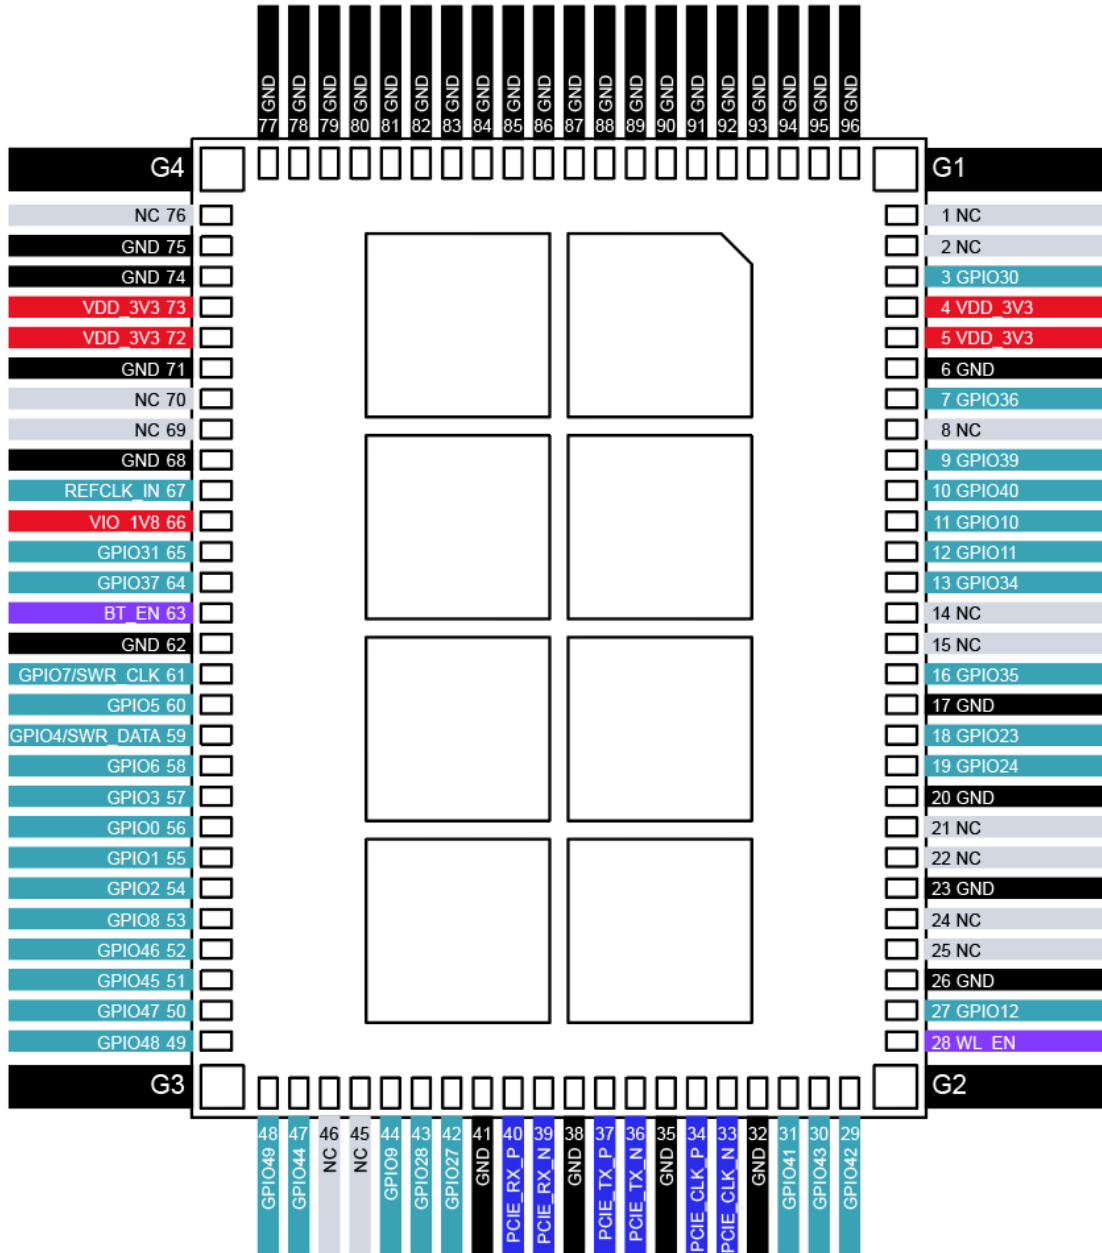 GND 77
GND 78
GND 79
GND 80
GND 81
GND 82
GND 83
GND 84
GND 85
GND 86
GND 87
GND 88
GND 89
GND 90
GND 91
GND 92
GND 93
GND 94
GND 95
GND 96
G4
G1
NC 76
1 NC
GND 75
2 NC
GND 74
3 GPIO30
VDD_3V3 73
4 VDD_3V3
VDD_3V3 72
5 VDD_3V3
GND 71
6 GND
NC 70
7 GPIO36
NC 69
8 NC
GND 68
9 GPIO39
REFCLK_IN 67
10 GPIO40
VIO_1V8 66
11 GPIO10
GPIO31 65
12 GPIO11
GPIO37 64
13 GPIO34
BT_EN 63
14 NC
GND 62
15 NC
GPIO7/SWR_CLK 61
16 GPIO35
GPIO5 60
17 GND
GPIO4/SWR_DATA 59
18 GPIO23
GPIO6 58
19 GPIO24
GPIO3 57
20 GND
GPIO0 56
21 NC
GPIO1 55
22 NC
GPIO2 54
23 GND
GPIO8 53
24 NC
GPIO46 52
25 NC
GPIO45 51
26 GND
GPIO47 50
27 GPIO12
GPIO48 49
28 WL_EN
G3
G2
48 GPIO49
47 GPIO44
46 NC
45 NC
44 GPIO9
43 GPIO28
42 GPIO27
41 GND
40 PCIE_RX_P
39 PCIE_RX_N
38 GND
37 PCIE_TX_P
36 PCIE_TX_N
35 GND
34 PCIE_CLK_P
33 PCIE_CLK_N
32 GND
31 GPIO41
30 GPIO43
29 GPIO42